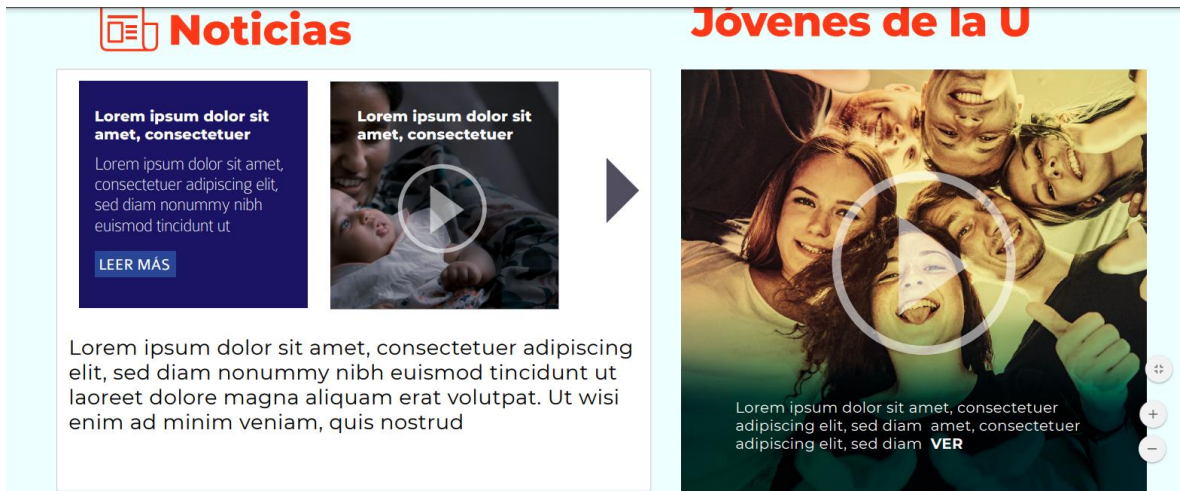 Noticias
Lorem ipsum dolor sit
amet, consectetuer
Lorem ipsum dolor sit amet,
consectetuer adipiscing elit,
sed diam nonummy nibh
euismod tincidunt ut
LEER MÁS
Lorem ipsum dolor sit
amet, consectetuer
Lorem ipsum dolor sit amet, consectetuer adipiscing
elit, sed diam nonummy nibh euismod tincidunt ut
laoreet dolore magna aliquam erat volutpat. Ut wisi
enim ad minim veniam, quis nostrud
Jóvenes de la U
Lorem ipsum dolor sit amet, consectetuer
adipiscing elit, sed diam amet, consectetuer
adipiscing elit, sed diam VER